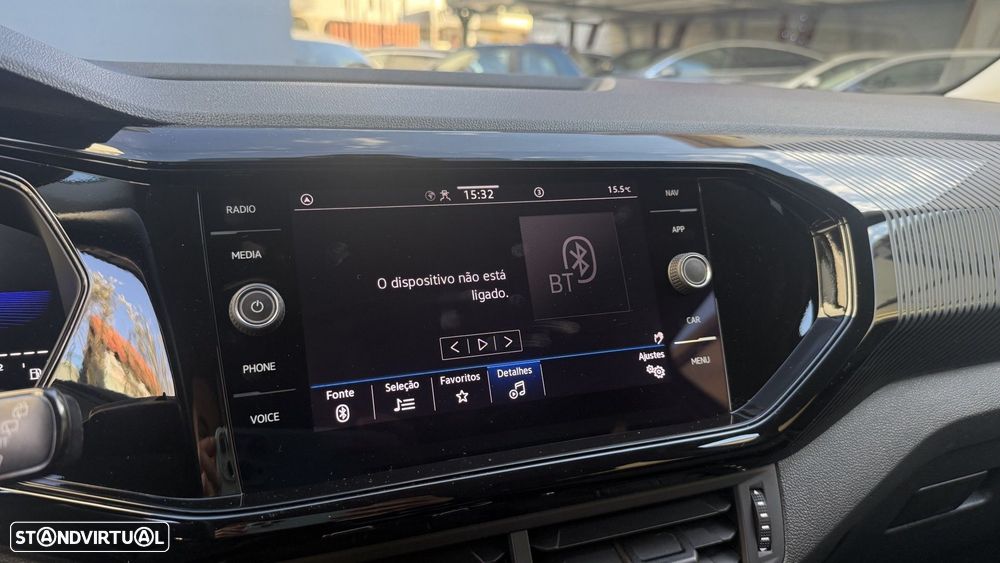 RADIO
MEDIA
PHONE
VOICE
15:32
3
15.5°C
O dispositivo não está
ligado.
BT
Fonte
Seleção
Favoritos
Detalhes
Ajustes
NAV
APP
CAR
MENU
STANDVIRTUAL